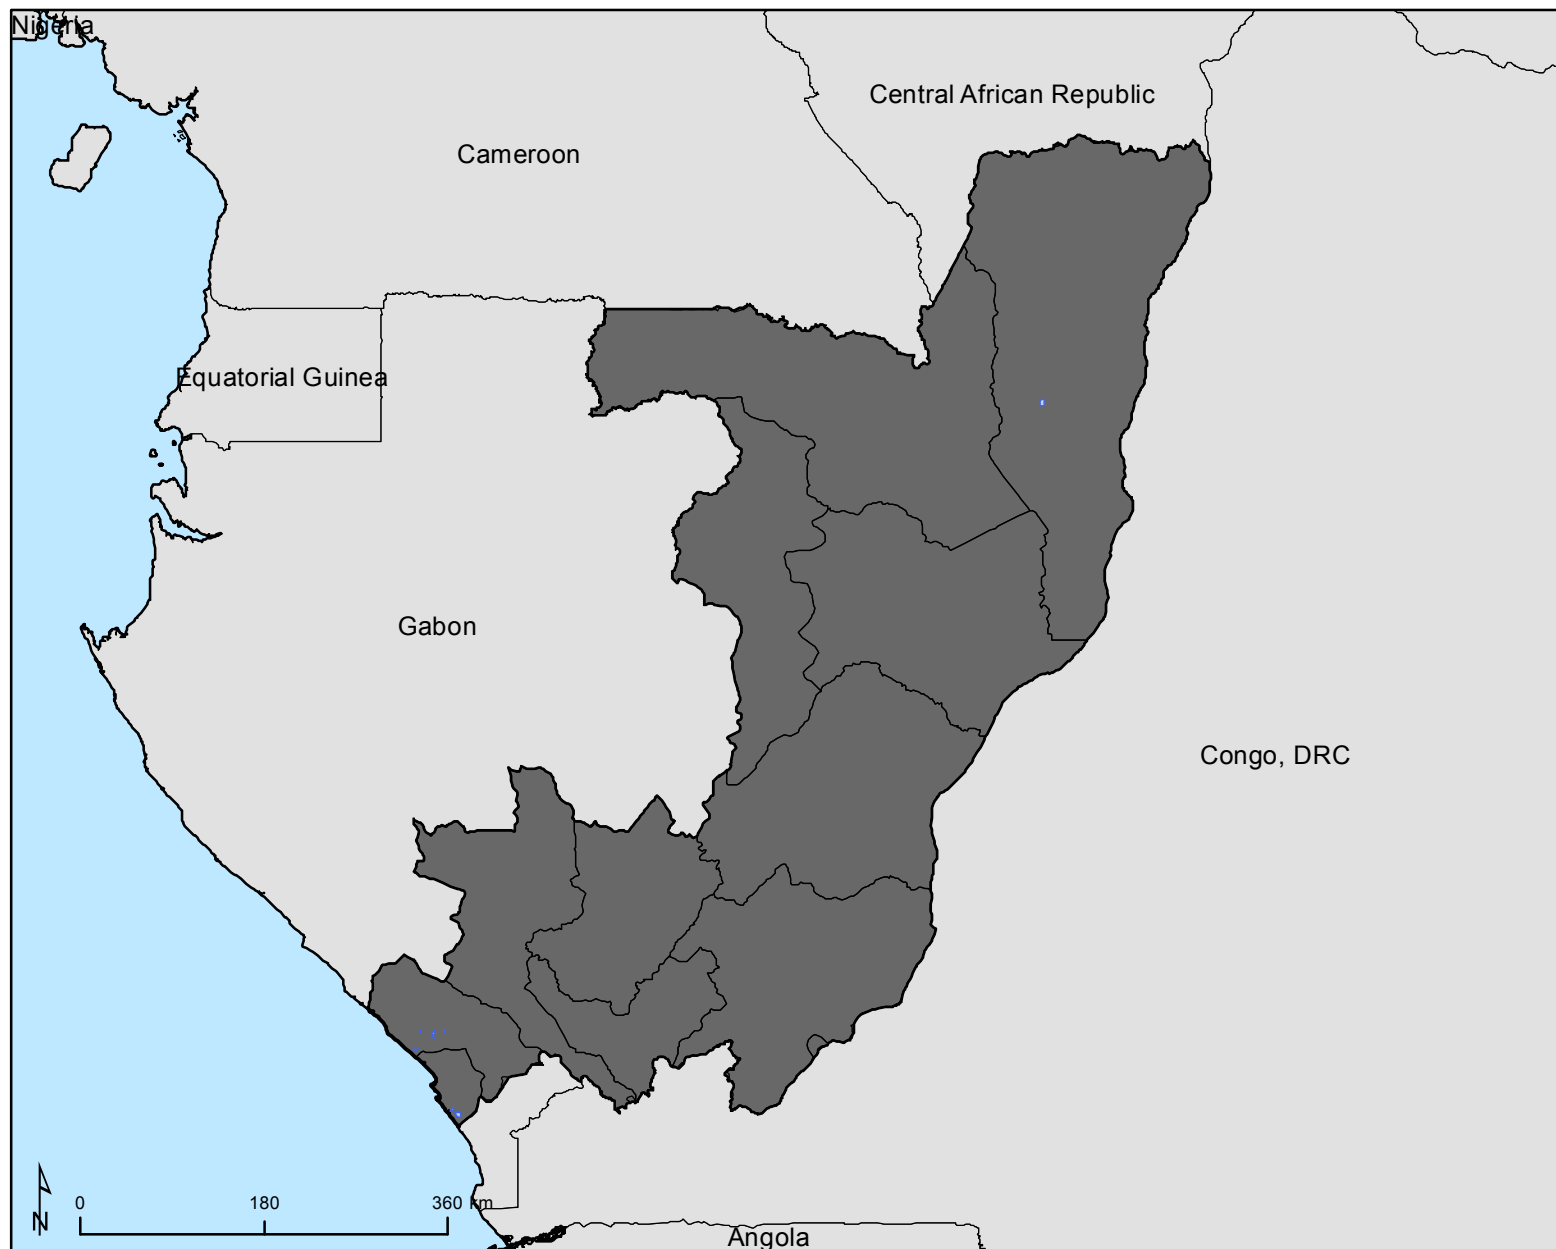 Nigeria
Central African Republic
Cameroon
Equatorial Guinea
Gabon
Congo, DRC
0 180 360 km
N
Angola